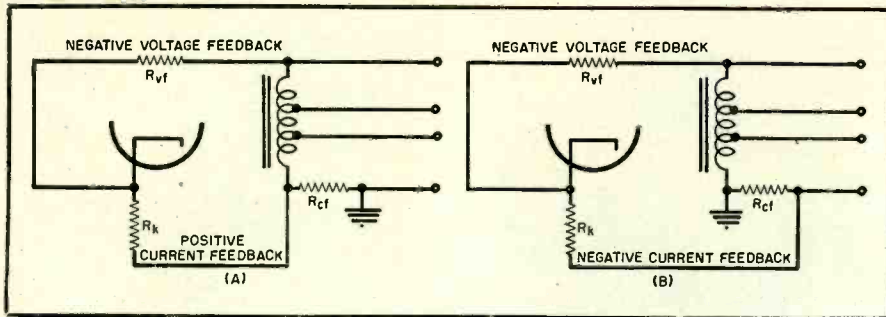 NEGATIVE VOLTAGE FEEDBACK
Rvf
Rk
Rcf
POSITIVE
CURRENT FEEDBACK
(A)
NEGATIVE VOLTAGE FEEDBACK
Rvf
Rk
Rcf
NEGATIVE CURRENT FEEDBACK
(B)